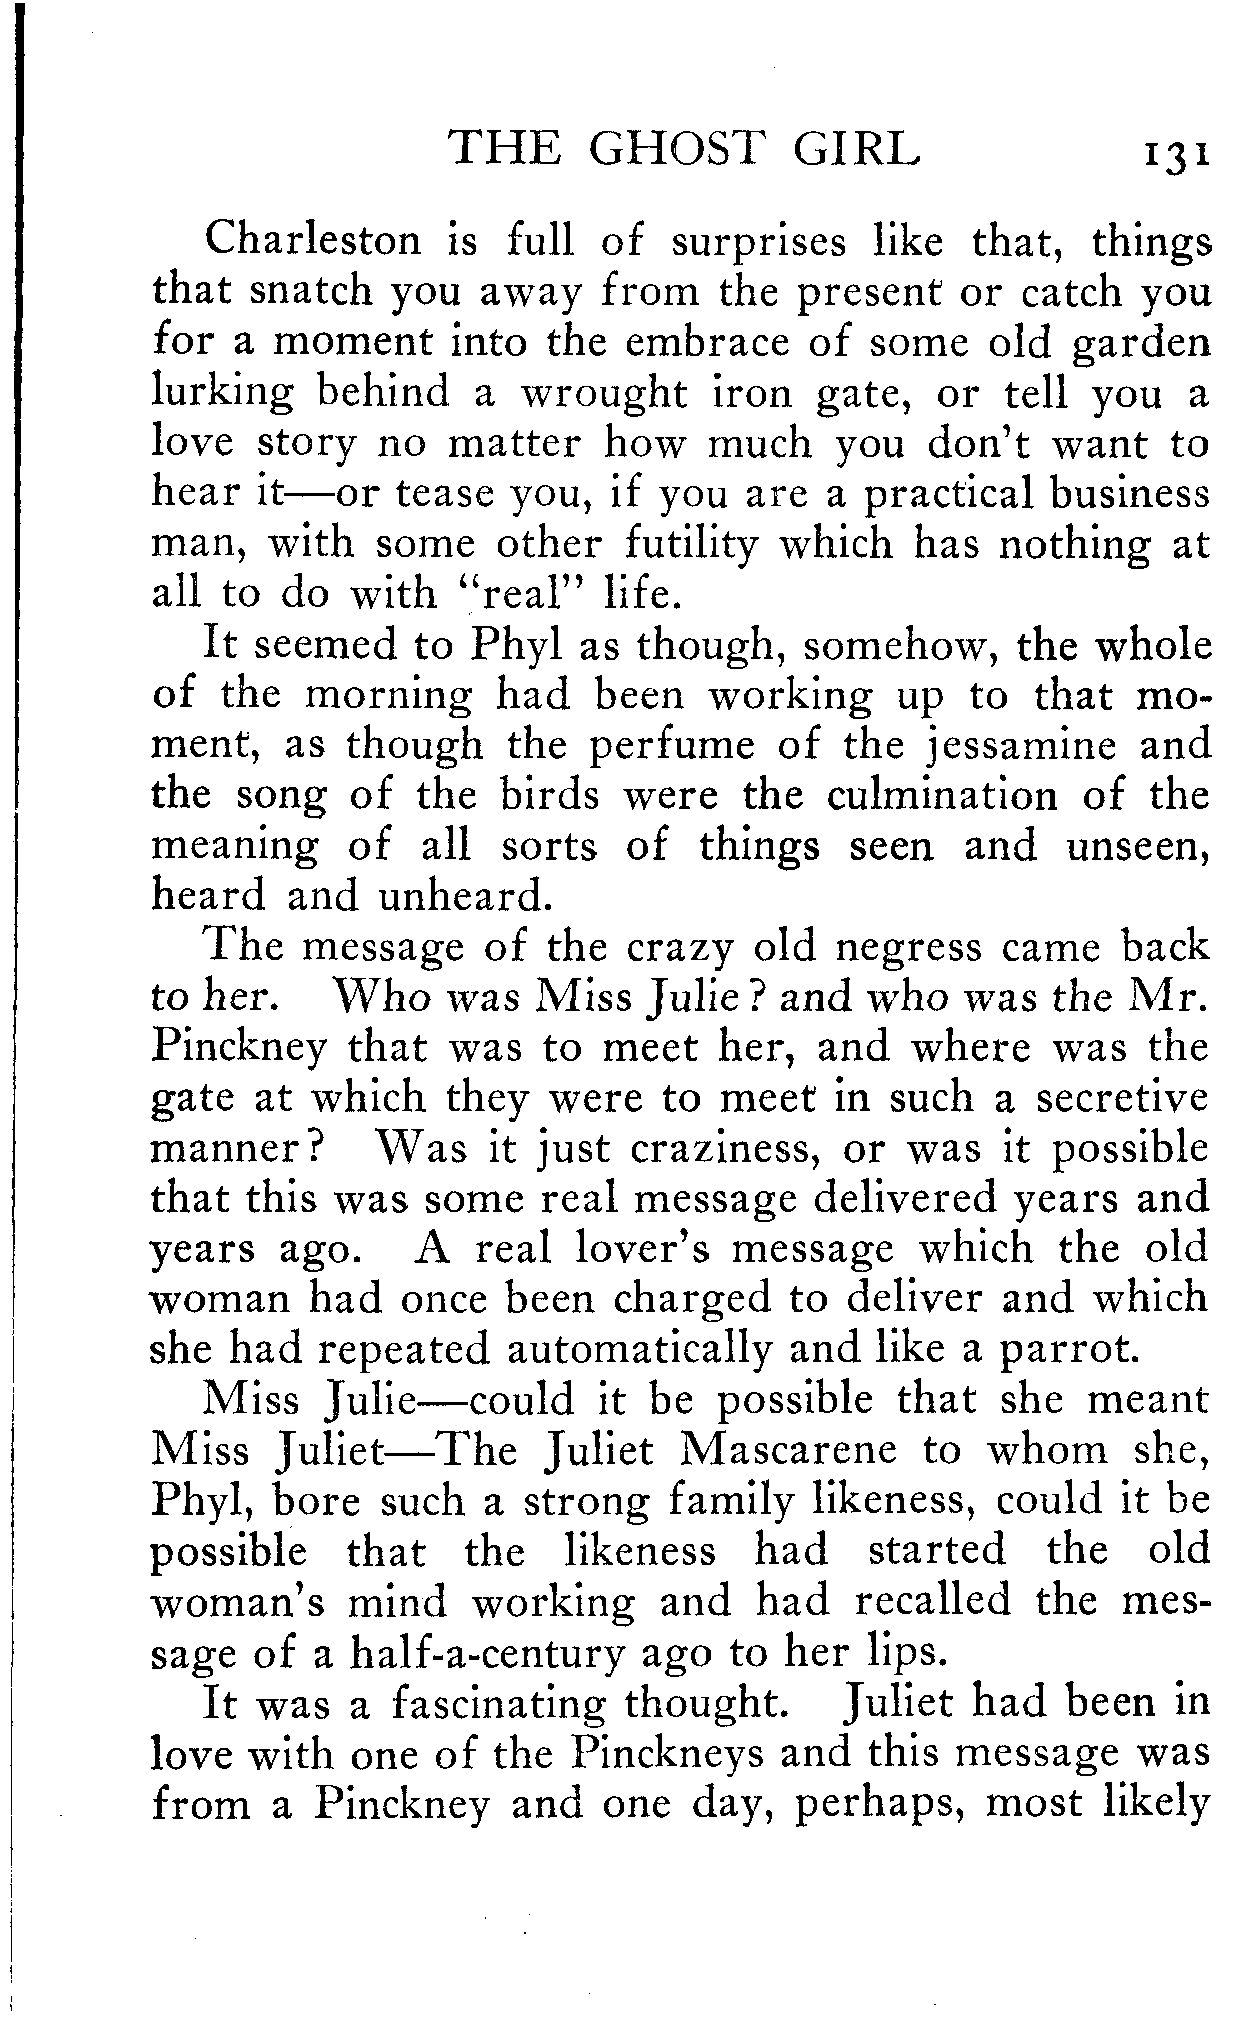 THE GHOST GIRL 131
Charleston is full of surprises like that, things
that snatch you away from the present or catch you
for a moment into the embrace of some old garden
lurking behind a wrought iron gate, or tell you a
love story no matter how much you don't want to
hear it—or tease you, if you are a practical business
man, with some other futility which has nothing at
all to do with "real" life.
It seemed to Phyl as though, somehow, the whole
of the morning had been working up to that mo-
ment, as though the perfume of the jessamine and
the song of the birds were the culmination of the
meaning of all sorts of things seen and unseen,
heard and unheard.
The message of the crazy old negress came back
to her. Who was Miss Julie? and who was the Mr.
Pinckney that was to meet her, and where was the
gate at which they were to meet in such a secretive
manner? Was it just craziness, or was it possible
that this was some real message delivered years and
years ago. A real lover's message which the old
woman had once been charged to deliver and which
she had repeated automatically and like a parrot.
Miss Julie—could it be possible that she meant
Miss Juliet—The Juliet Mascarene to whom she,
Phyl, bore such a strong family likeness, could it be
possible that the likeness had started the old
woman's mind working and had recalled the mes-
sage of a half-a-century ago to her lips.
It was a fascinating thought. Juliet had been in
love with one of the Pinckneys and this message was
from a Pinckney and one day, perhaps, most likely